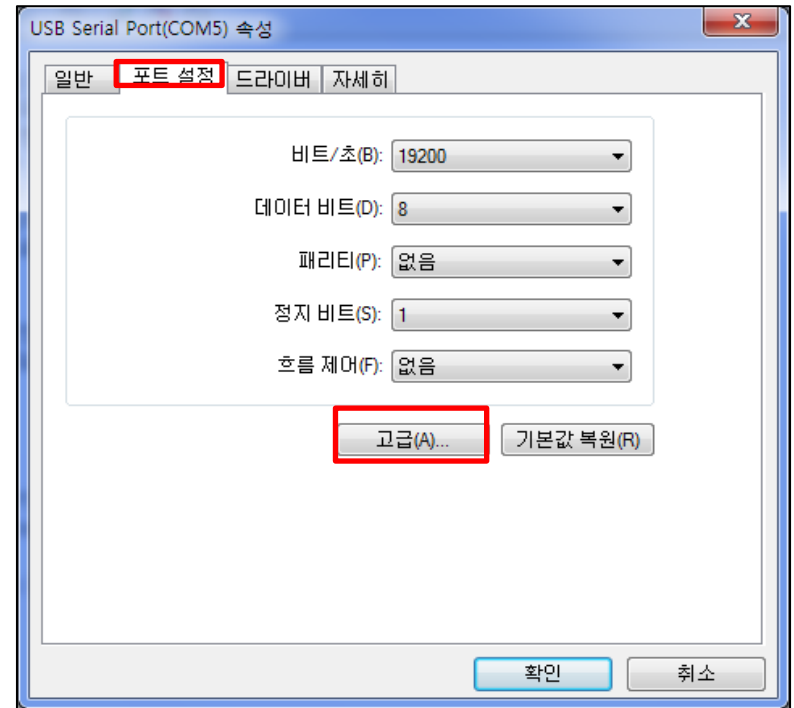 USB Serial Port(COM5) 속성
일반 포트 설정 드라이버 자세히
비트/초(B): 19200
데이터 비트(D): 8
패리티(P): 없음
정지 비트(S): 1
흐름 제어(F): 없음
고급(A)... 기본값 복원(R)
확인 취소